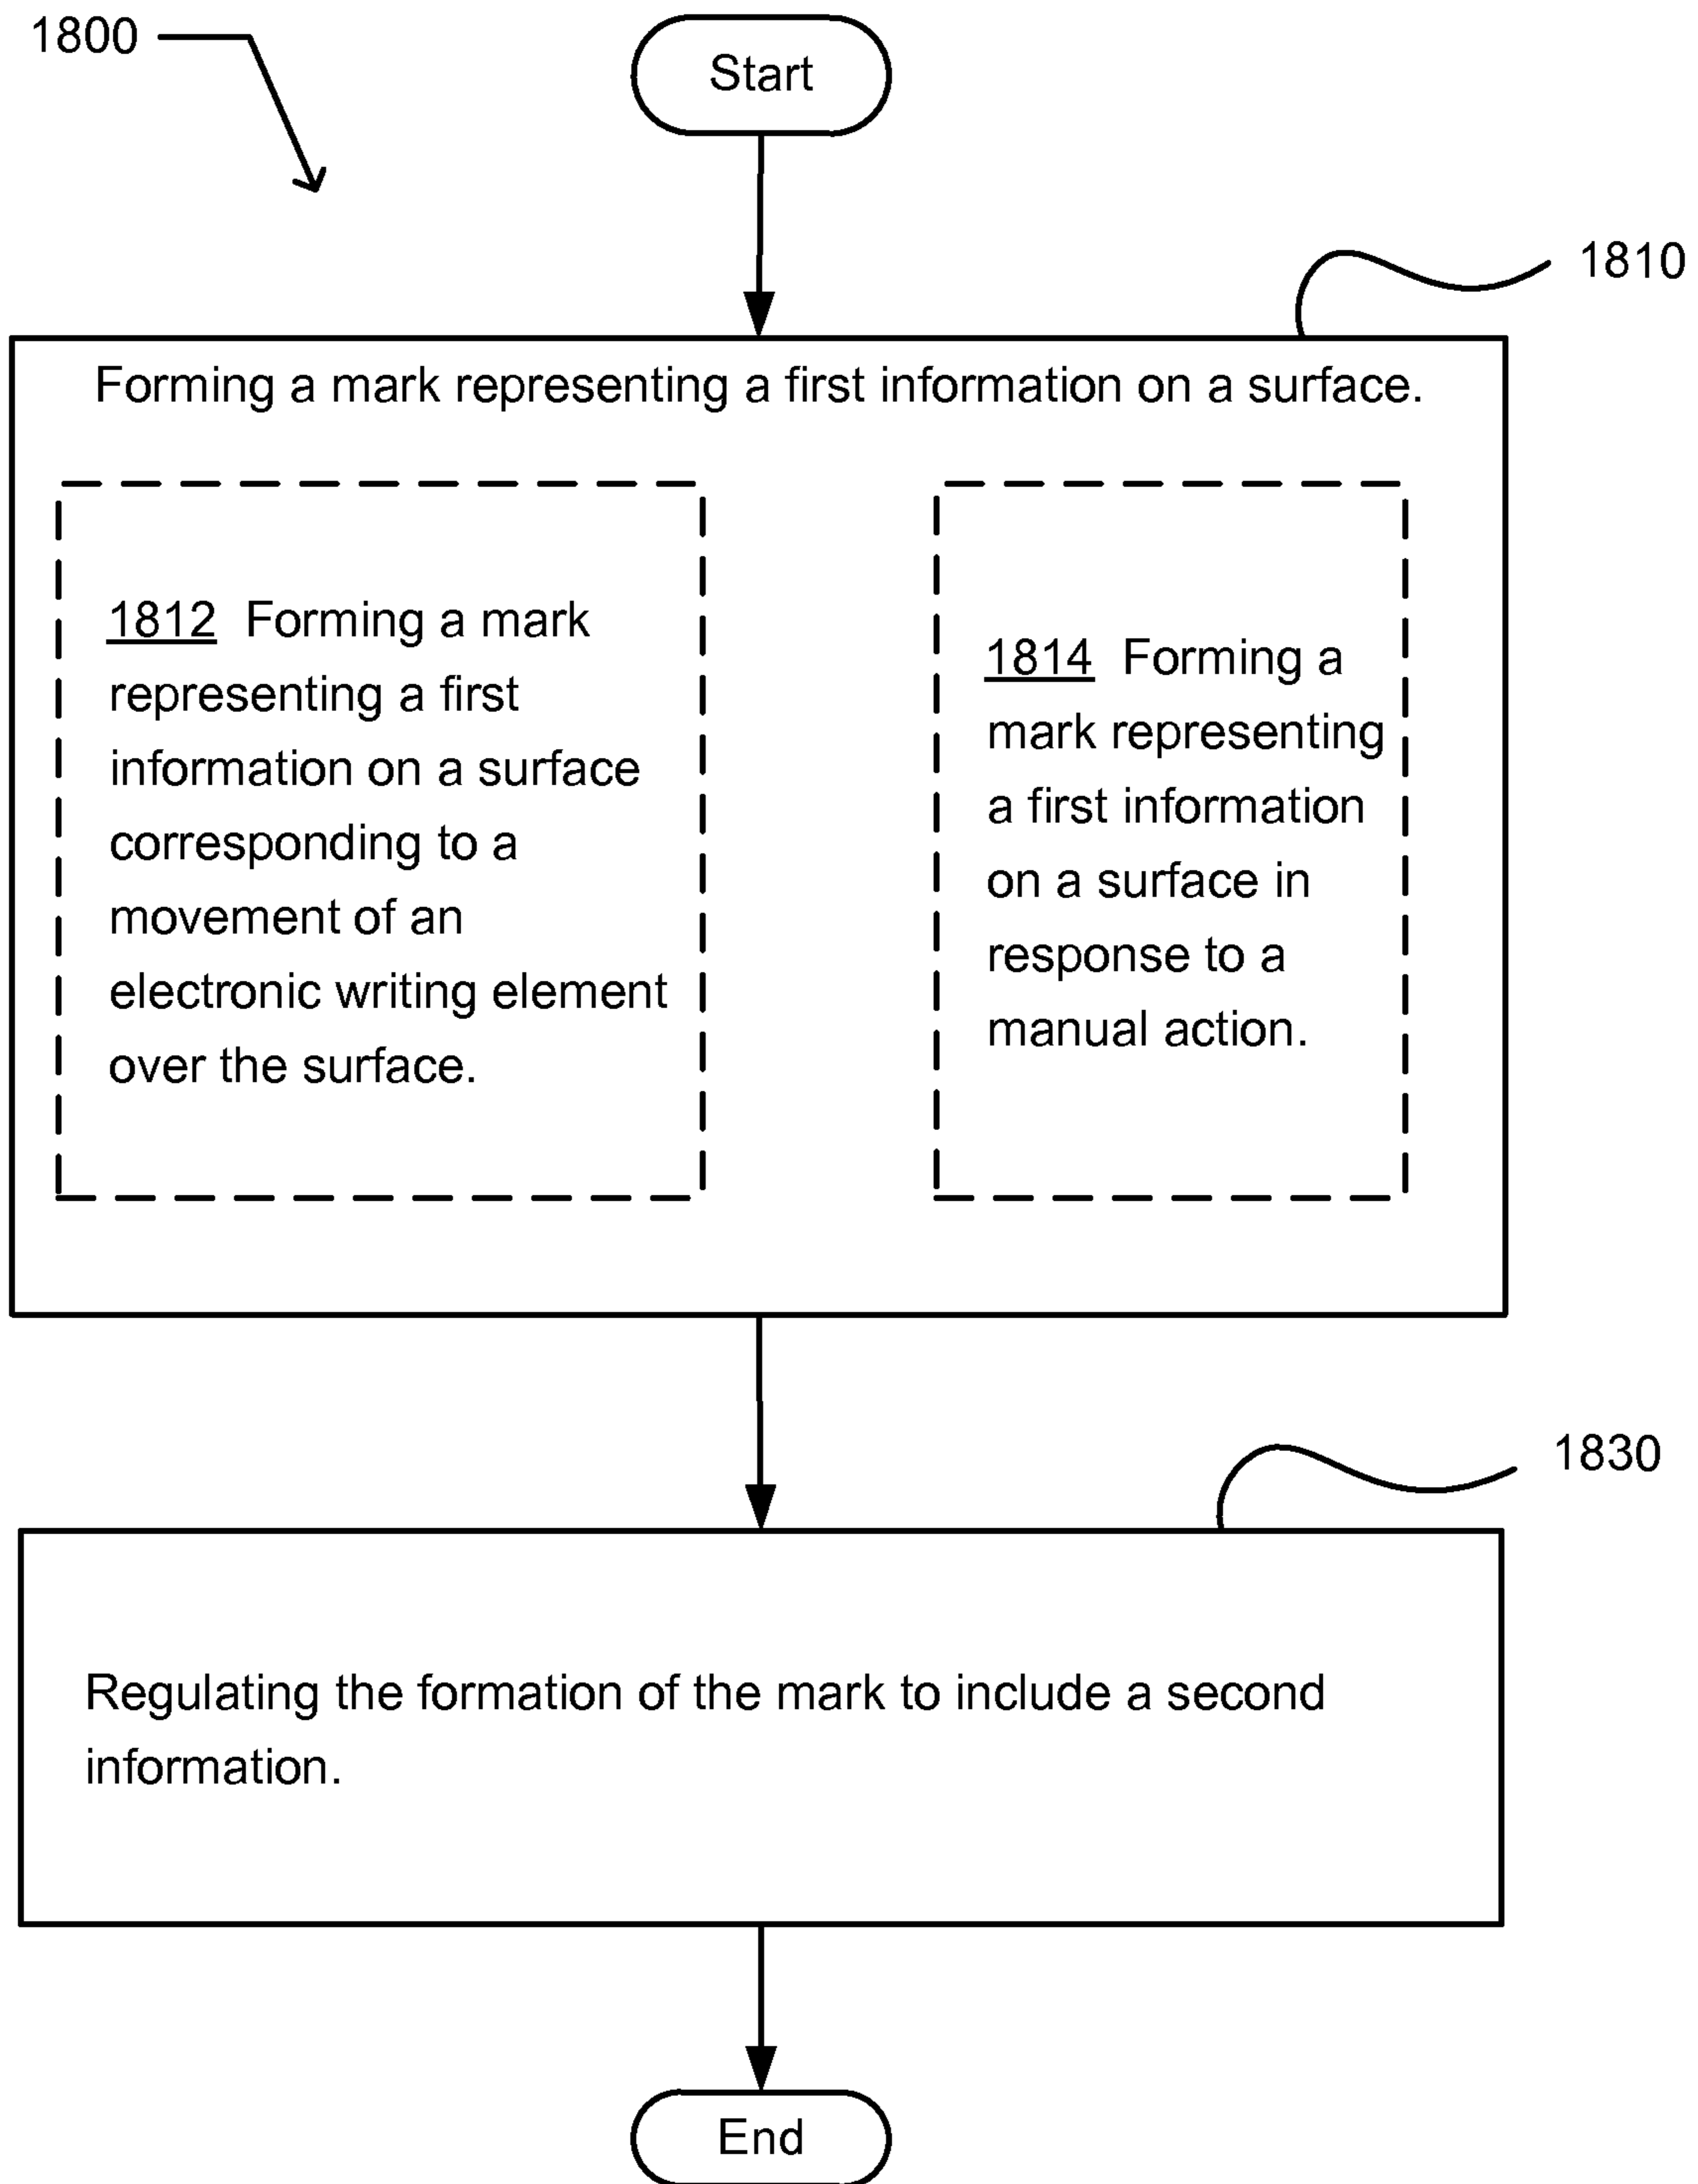 1800
Start
1810
Forming a mark representing a first information on a surface.
1812 Forming a mark
representing a first
information on a surface
corresponding to a
movement of an
electronic writing element
over the surface.
1814 Forming a
mark representing
a first information
on a surface in
response to a
manual action.
1830
Regulating the formation of the mark to include a second
information.
End